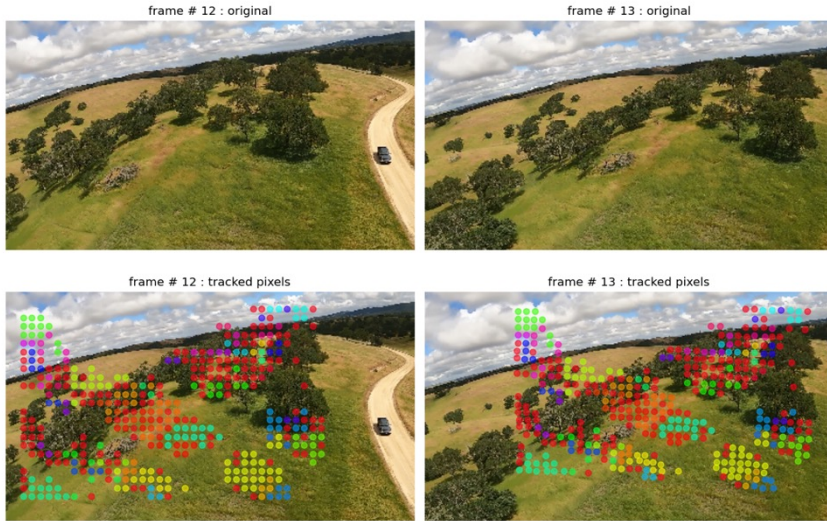 frame # 12 : original
frame # 13 : original
frame # 12 : tracked pixels
frame # 13 : tracked pixels